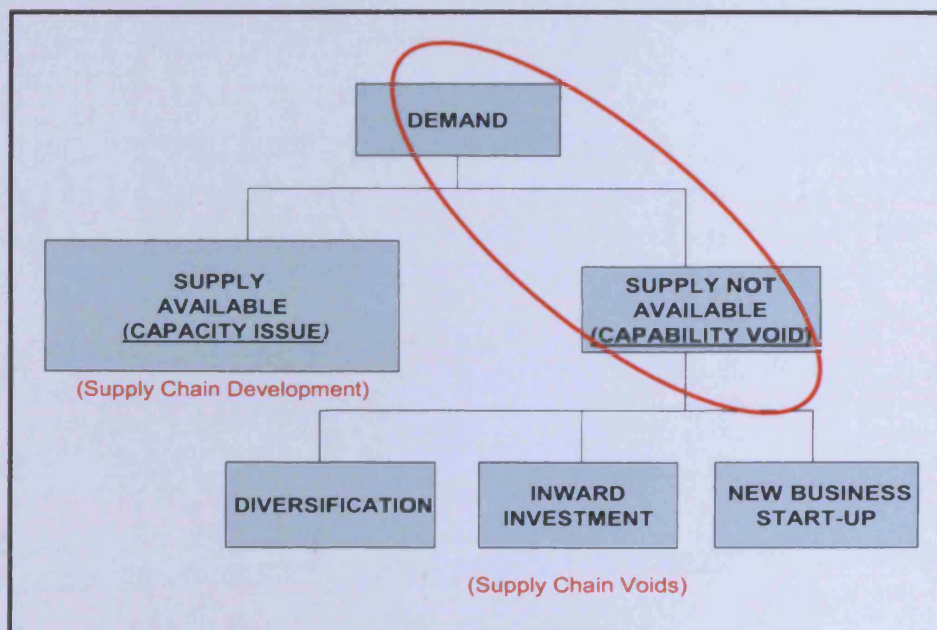 DEMAND
SUPPLY
AVAILABLE
(CAPACITY ISSUE)
(Supply Chain Development)
SUPPLY NOT
AVAILABLE
(CAPABILITY VOID)
DIVERSIFICATION
INWARD
INVESTMENT
NEW BUSINESS
START-UP
(Supply Chain Voids)